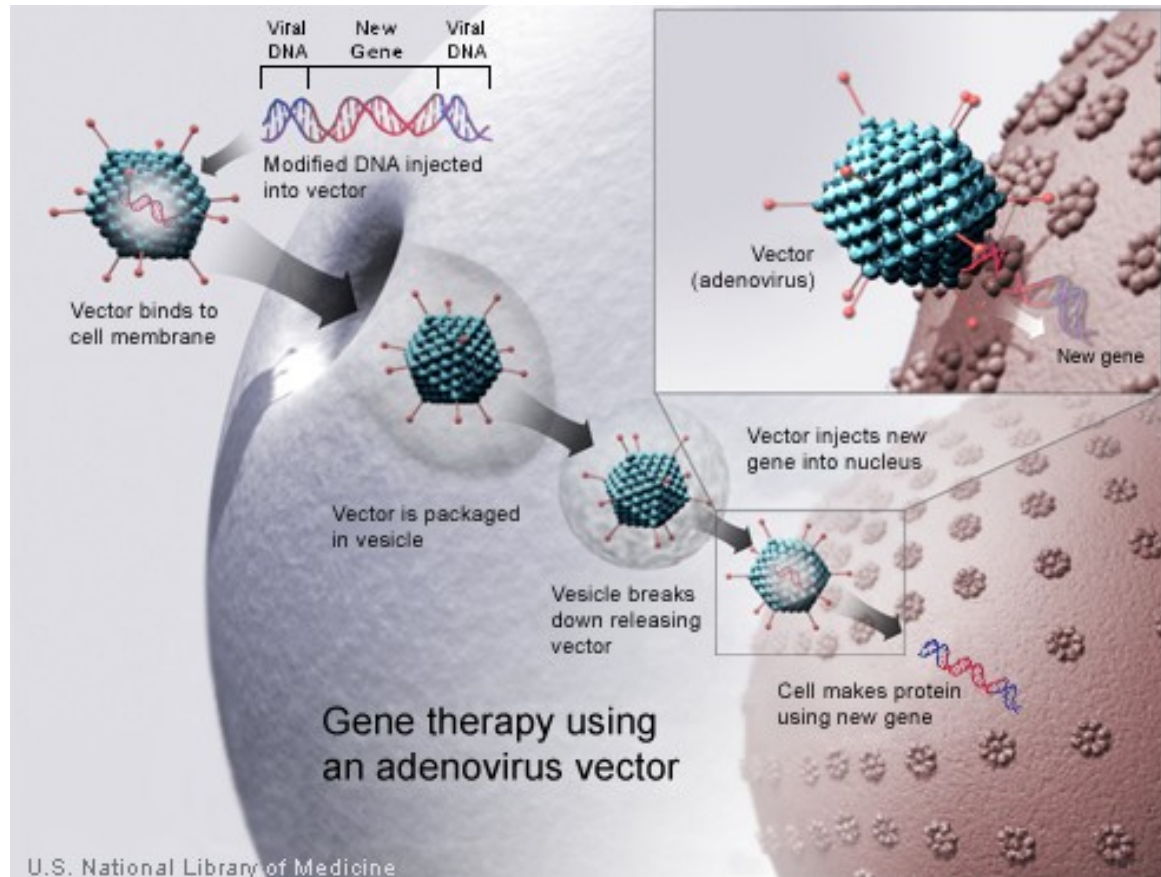 Viral DNA
New Gene
Viral DNA
Modified DNA injected
into vector
Vector binds to
cell membrane
Vector
(adenovirus)
New gene
Vector injects new
gene into nucleus
Vector is packaged
in vesicle
Vesicle breaks
down releasing
vector
Cell makes protein
using new gene
Gene therapy using
an adenovirus vector
U.S. National Library of Medicine